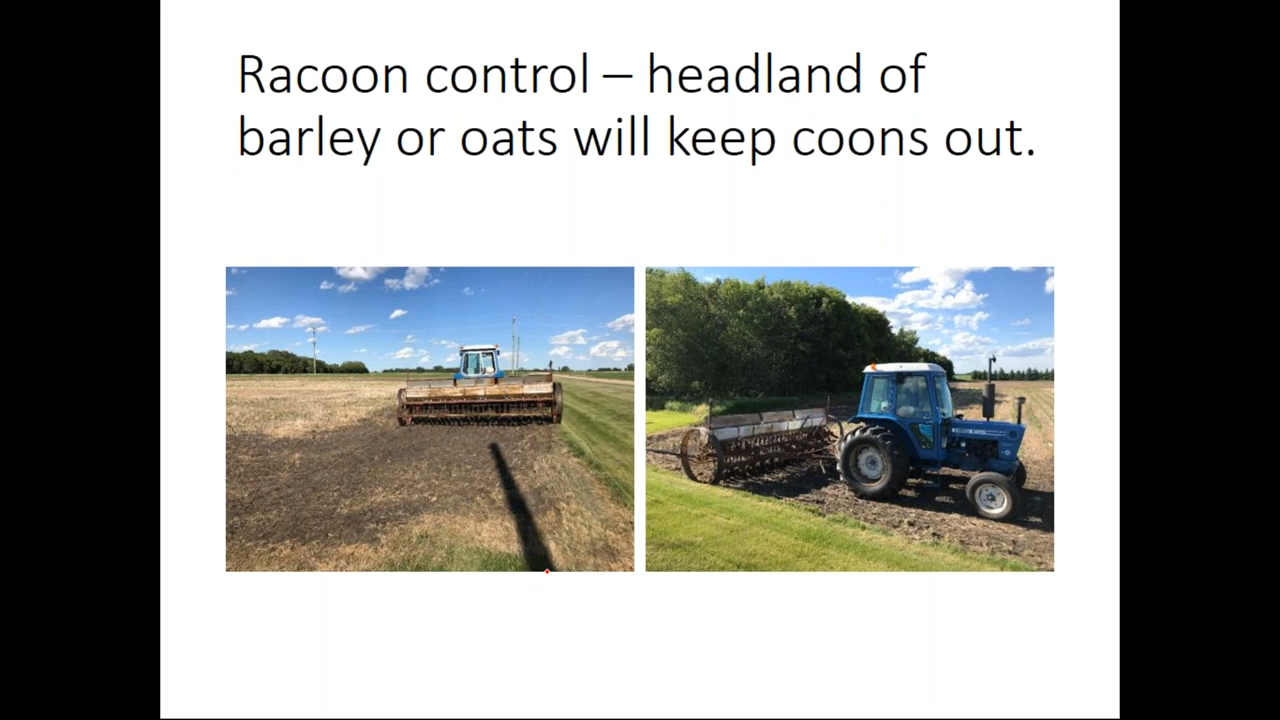 Racoon control – headland of
barley or oats will keep coons out.